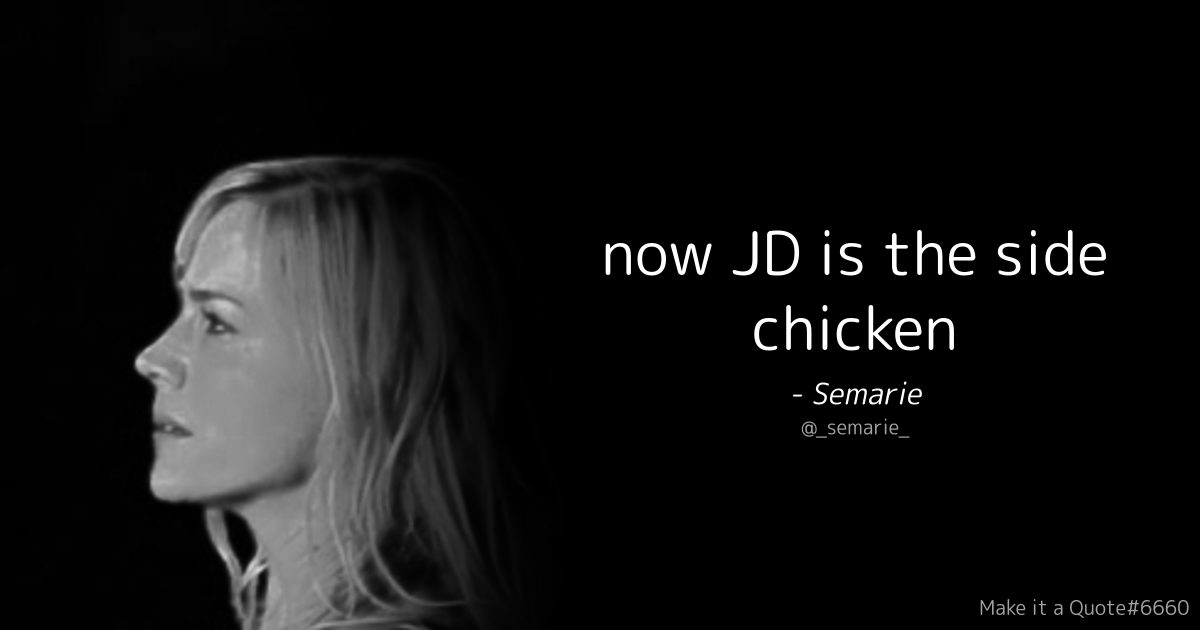 now JD is the side
chicken
- Semarie
@_semarie_
Make it a Quote#6660